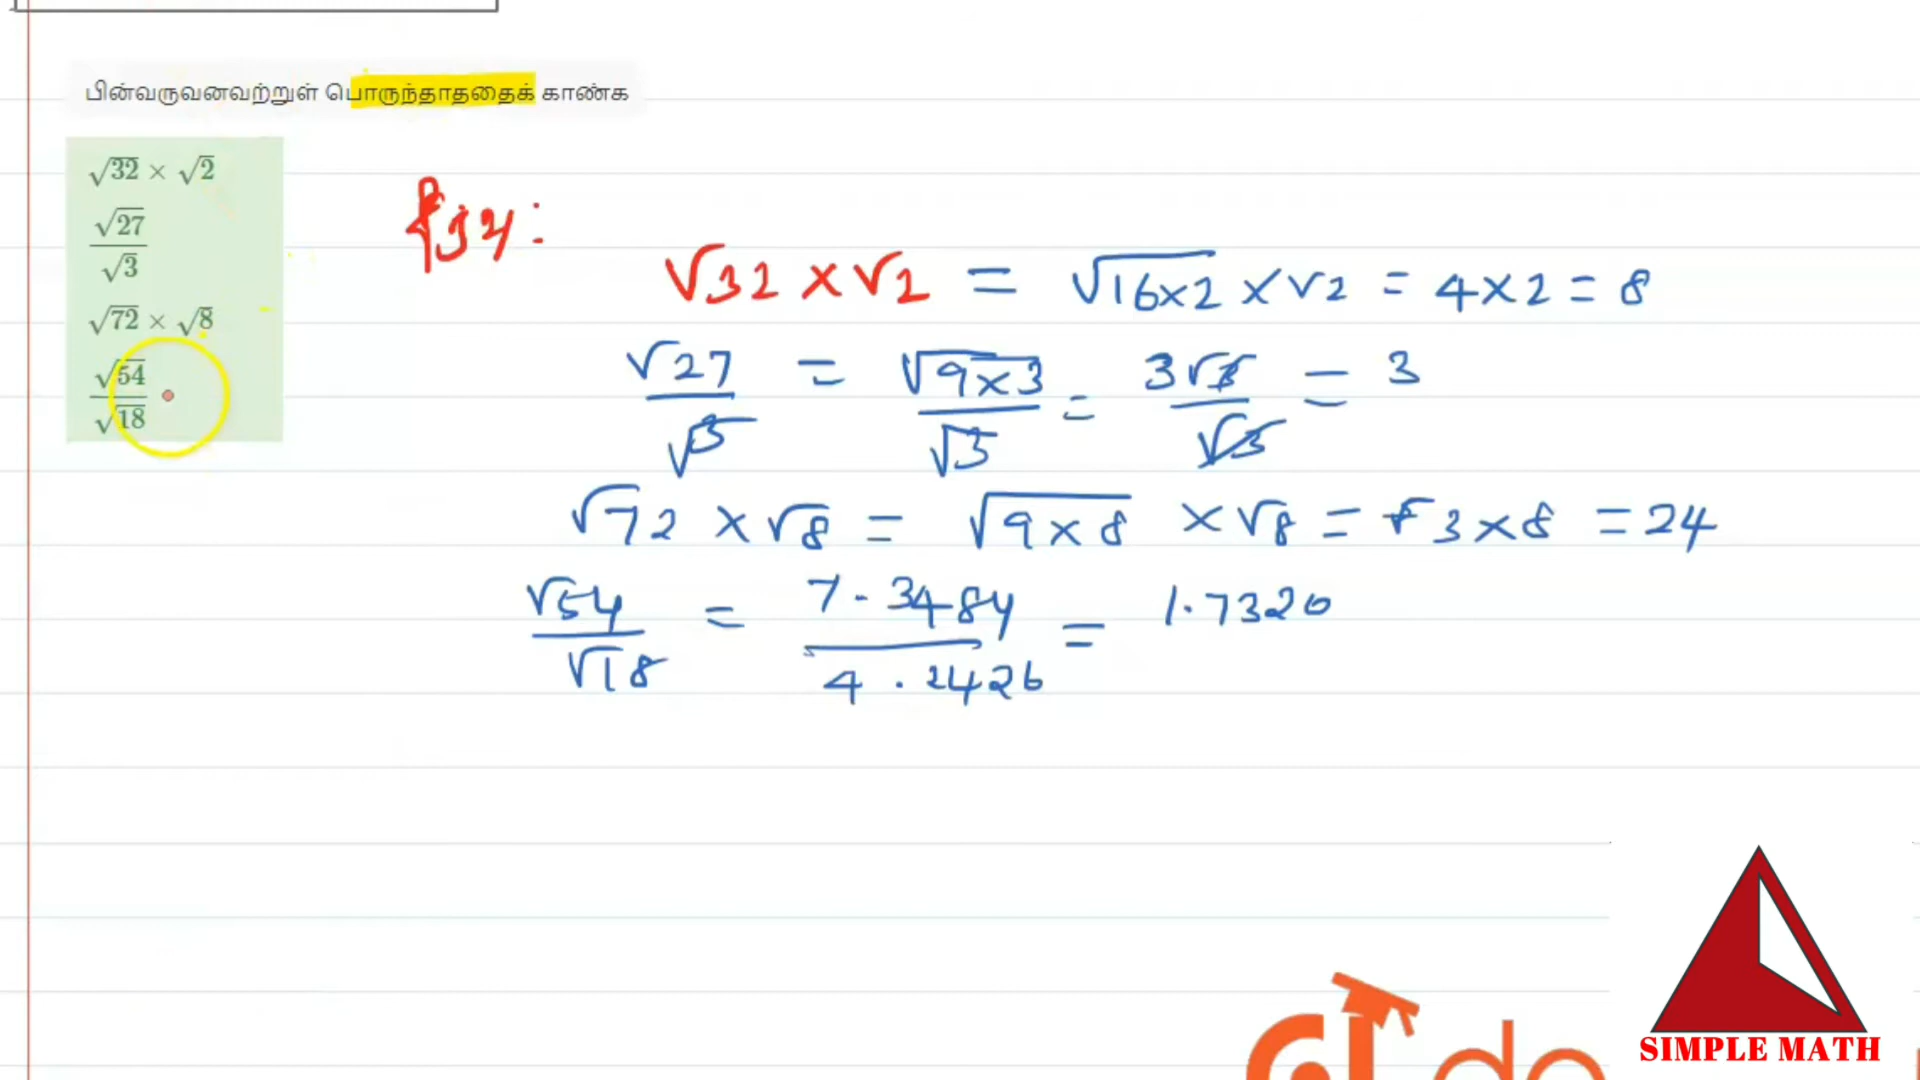 பின்வருவனவற்றுள் பொருந்தாததைக் காண்க
√32 × √2
√27
√3
√72 × √8
√54
√18
தீர்வு :
√32 × √2 = √16×2 × √2 = 4×2 = 8
√27/√3 = √9×3/√3 = 3√3/√3 = 3
√72 × √8 = √9×8 × √8 = 3×8 = 24
√54/√18 = 7.3484/4.2426 = 1.7320
SIMPLE MATH